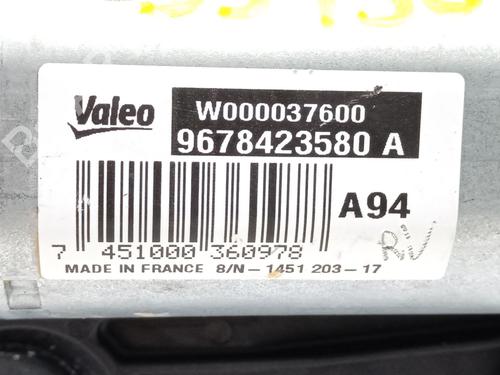 Valeo
W000037600
9678423580 A
A94
7 451000 360978
MADE IN FRANCE 8/N-1451 203-17